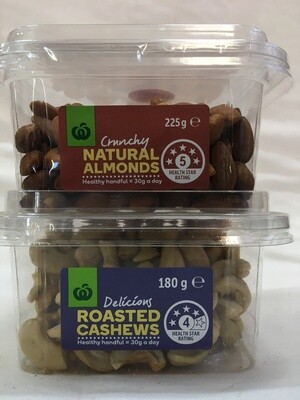 225g e
Crunchy
NATURAL
ALMONDS
Healthy handful = 30g a day
5
HEALTH STAR
RATING
180g e
Delicious
ROASTED
CASHEWS
Healthy handful = 30g a day
4
HEALTH STAR
RATING